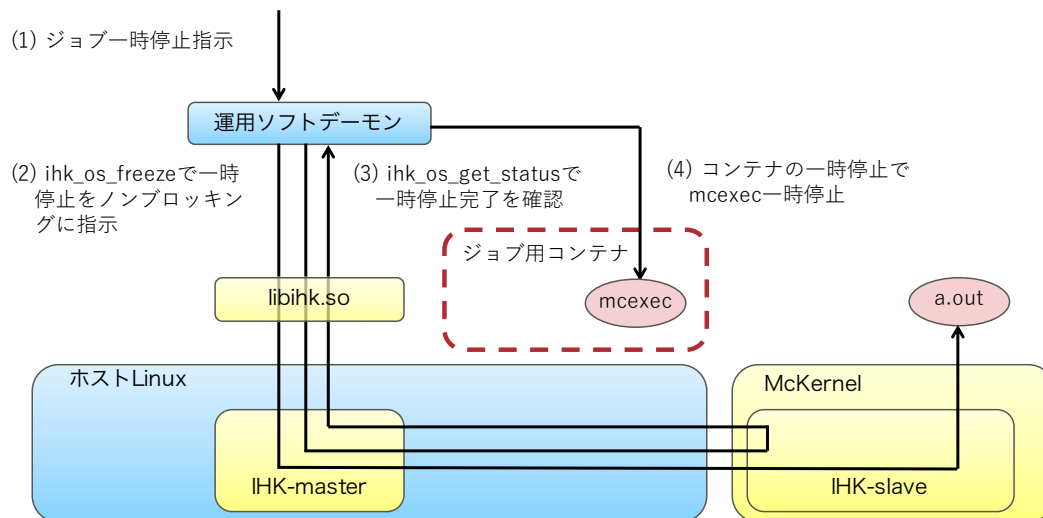 (1) ジョブ一時停止指示
運用ソフトデーモン
(2) ihk_os_freezeで一時
停止をノンブロッキン
グに指示
(3) ihk_os_get_statusで
一時停止完了を確認
(4) コンテナの一時停止で
mcexec一時停止
ジョブ用コンテナ
libihk.so
mcexec
a.out
ホストLinux
McKernel
IHK-master
IHK-slave